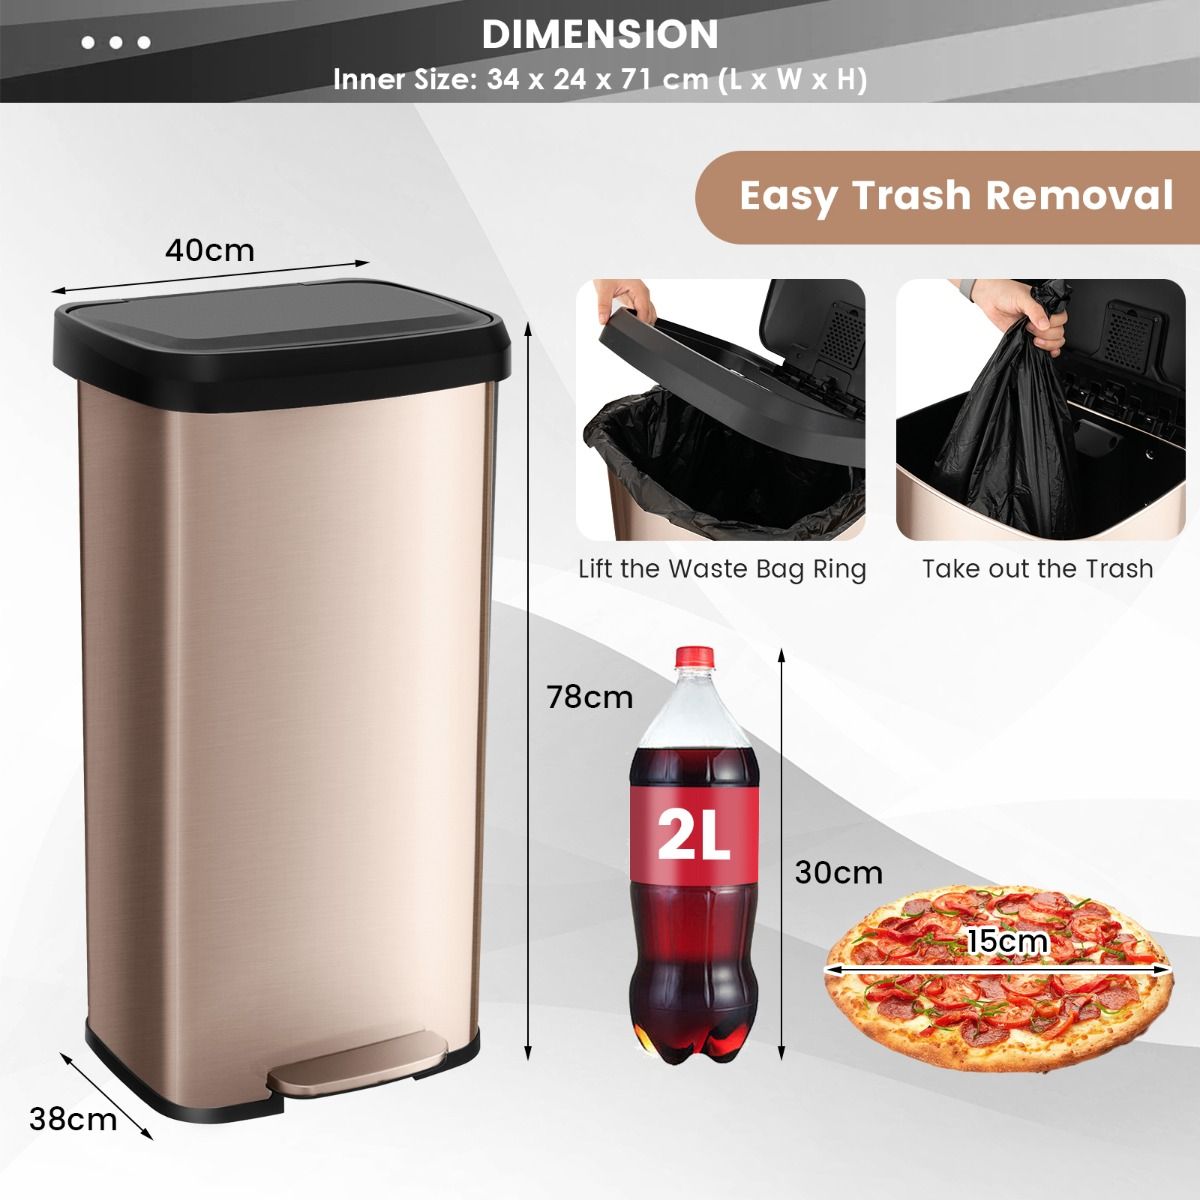 DIMENSION
Inner Size: 34 x 24 x 71 cm (L x W x H)
Easy Trash Removal
40cm
Lift the Waste Bag Ring
Take out the Trash
78cm
2L
30cm
15cm
38cm